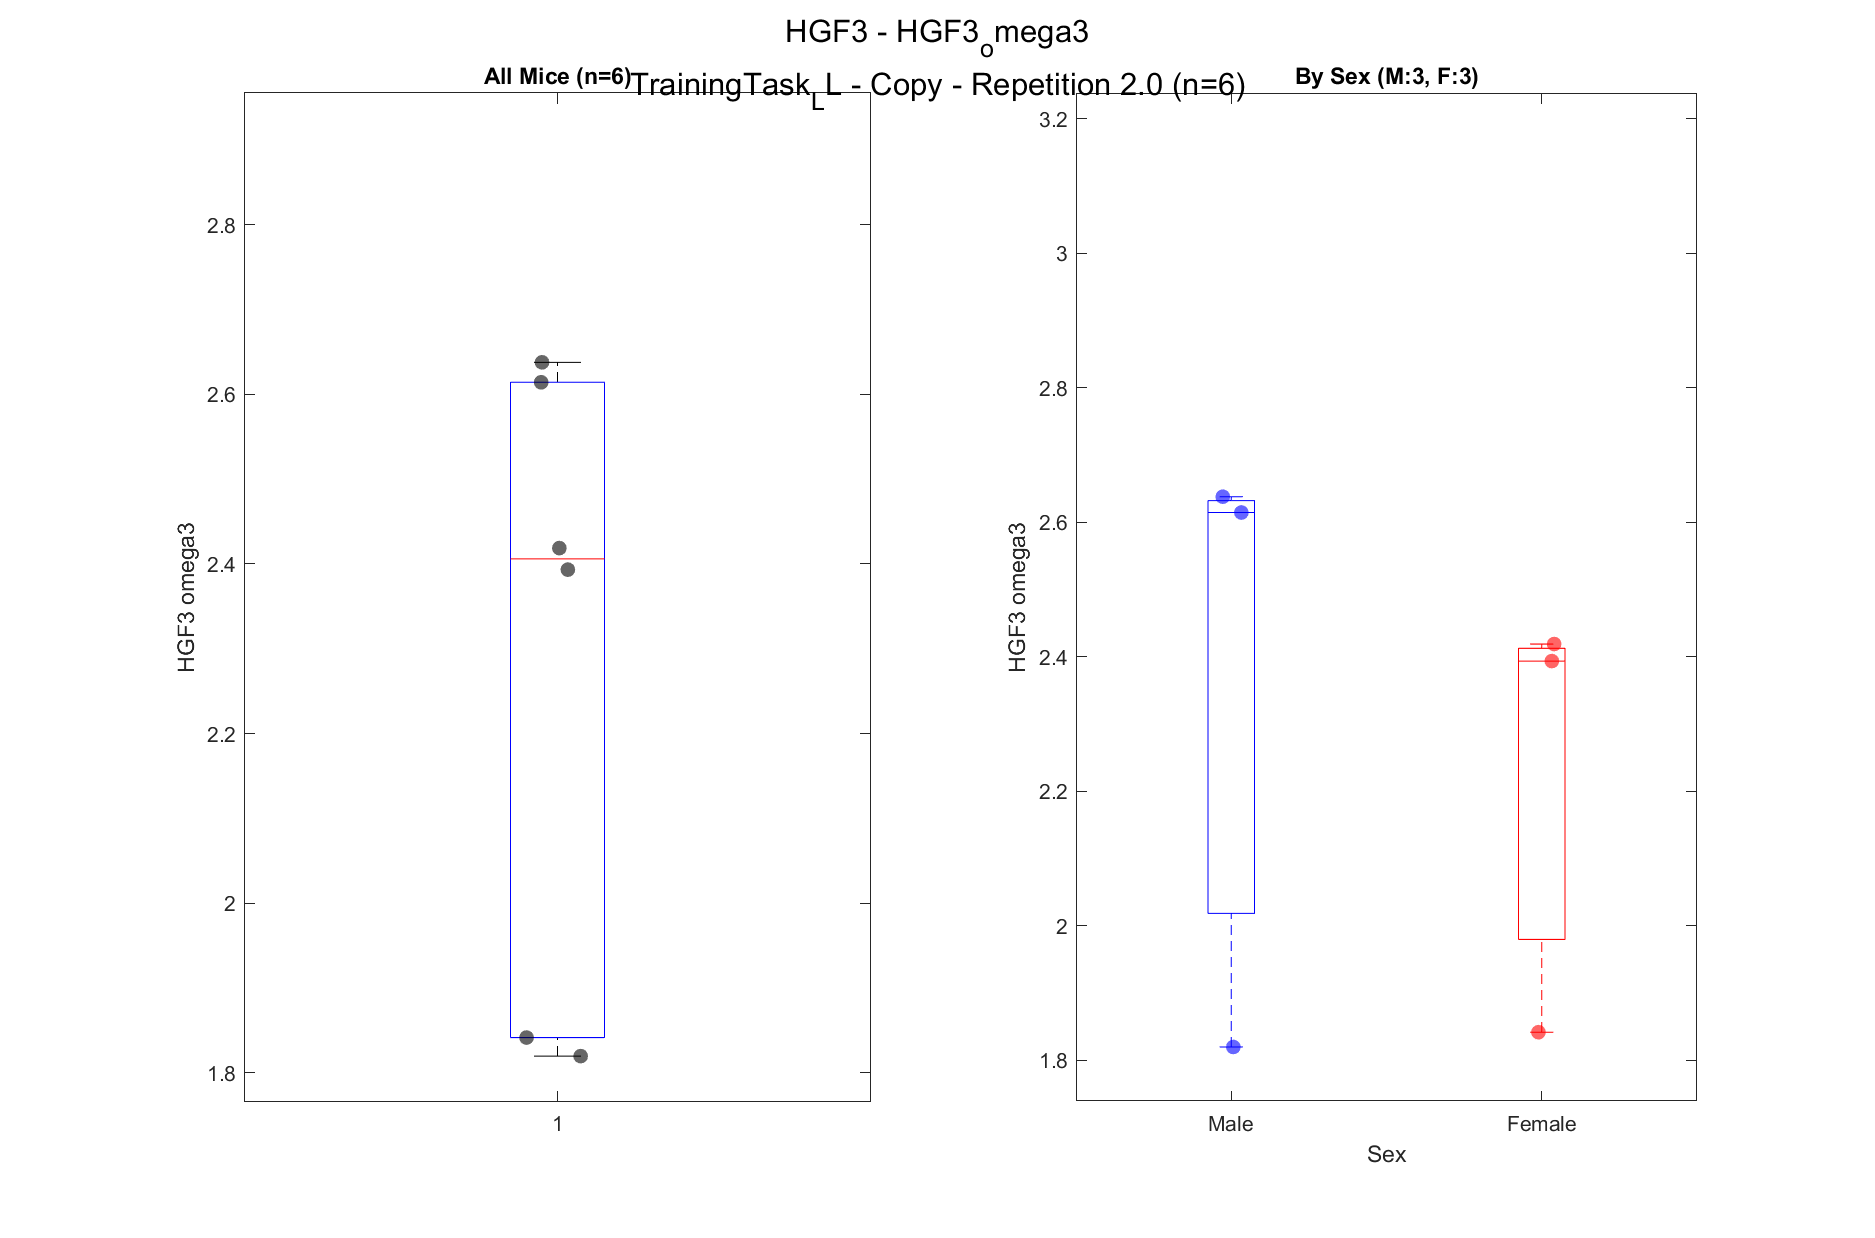 HGF3 - HGF3_omega3
TrainingTask_LL - Copy - Repetition 2.0 (n=6)
All Mice (n=6)
HGF3 omega3
2.8
2.6
2.4
2.2
2
1.8
1
By Sex (M:3, F:3)
HGF3 omega3
3.2
3
2.8
2.6
2.4
2.2
2
1.8
Male
Female
Sex